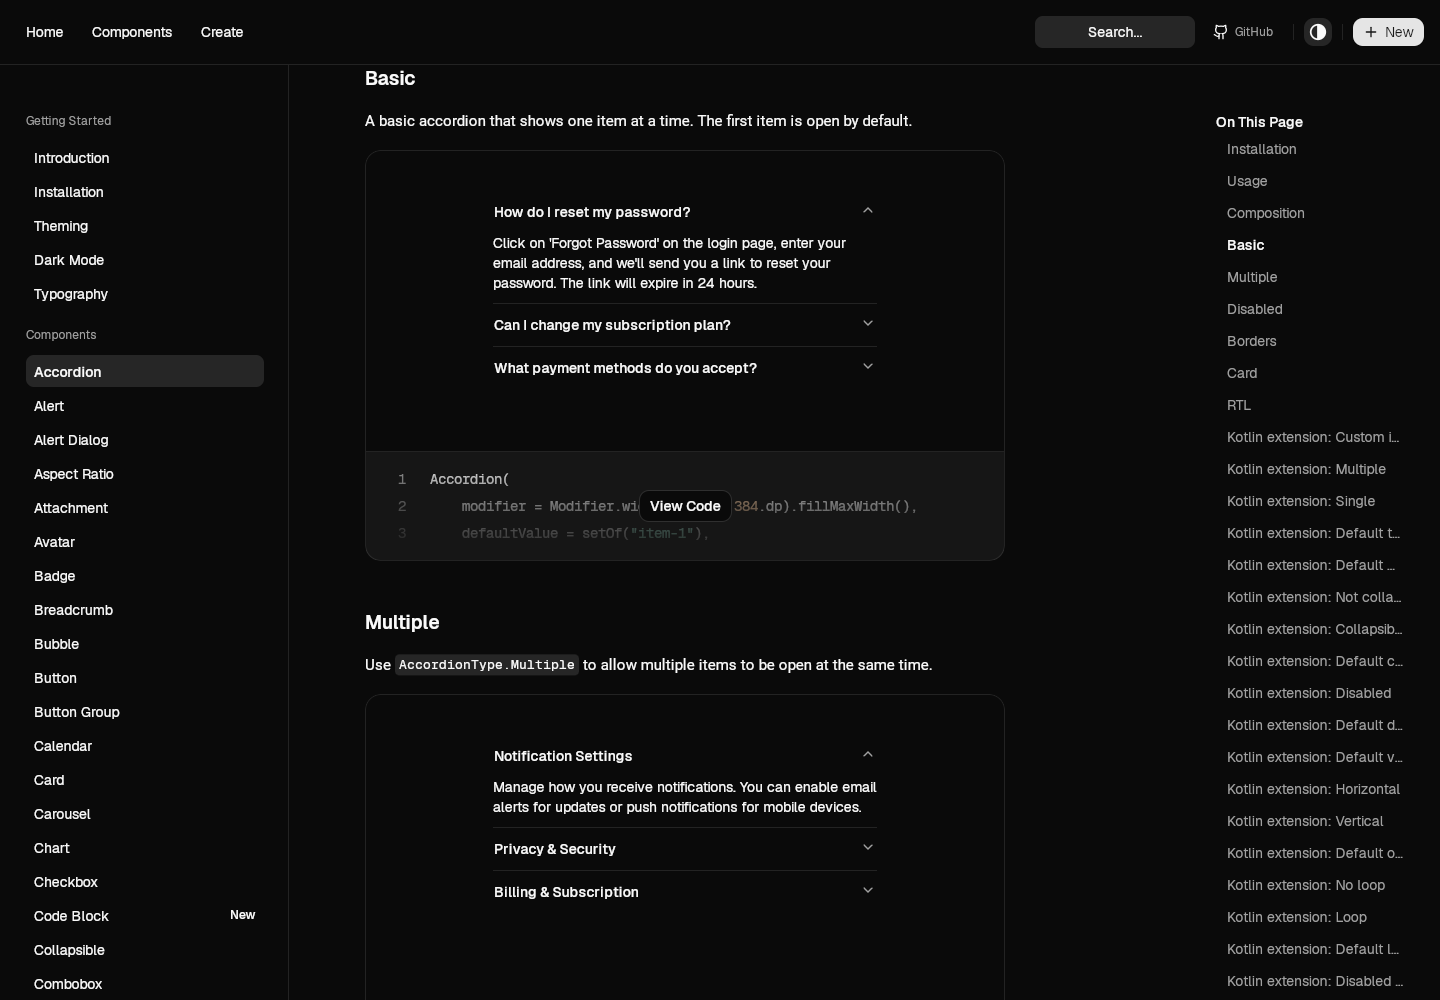 Home
Components
Create
Search...
GitHub
New
Getting Started
Introduction
Installation
Theming
Dark Mode
Typography
Components
Accordion
Alert
Alert Dialog
Aspect Ratio
Attachment
Avatar
Badge
Breadcrumb
Bubble
Button
Button Group
Calendar
Card
Carousel
Chart
Checkbox
Code Block New
Collapsible
Combobox
Basic
A basic accordion that shows one item at a time. The first item is open by default.
How do I reset my password?
Click on 'Forgot Password' on the login page, enter your
email address, and we'll send you a link to reset your
password. The link will expire in 24 hours.
Can I change my subscription plan?
What payment methods do you accept?
1 Accordion(
2 modifier = Modifier.wi View Code 384.dp).fillMaxWidth(),
3 defaultValue = setOf("item-1"),
Multiple
Use AccordionType.Multiple to allow multiple items to be open at the same time.
Notification Settings
Manage how you receive notifications. You can enable email
alerts for updates or push notifications for mobile devices.
Privacy & Security
Billing & Subscription
On This Page
Installation
Usage
Composition
Basic
Multiple
Disabled
Borders
Card
RTL
Kotlin extension: Custom i...
Kotlin extension: Multiple
Kotlin extension: Single
Kotlin extension: Default t...
Kotlin extension: Default ...
Kotlin extension: Not colla...
Kotlin extension: Collapsib...
Kotlin extension: Default c...
Kotlin extension: Disabled
Kotlin extension: Default d...
Kotlin extension: Default v...
Kotlin extension: Horizontal
Kotlin extension: Vertical
Kotlin extension: Default o...
Kotlin extension: No loop
Kotlin extension: Loop
Kotlin extension: Default l...
Kotlin extension: Disabled ...